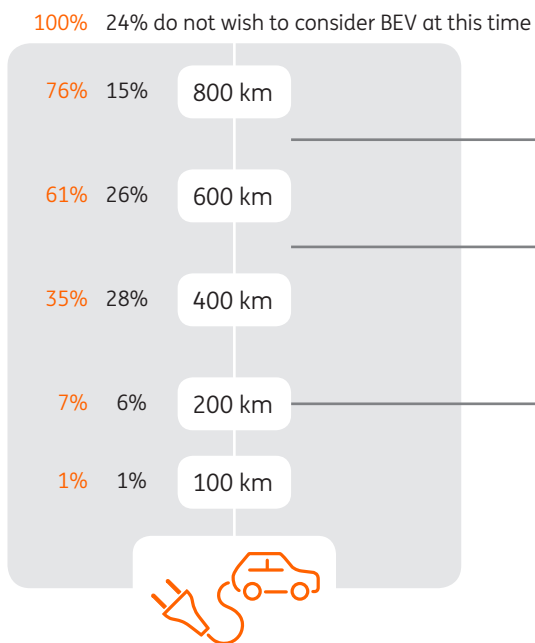 100% 24% do not wish to consider BEV at this time
76% 15% 800 km
61% 26% 600 km
35% 28% 400 km
7% 6% 200 km
1% 1% 100 km